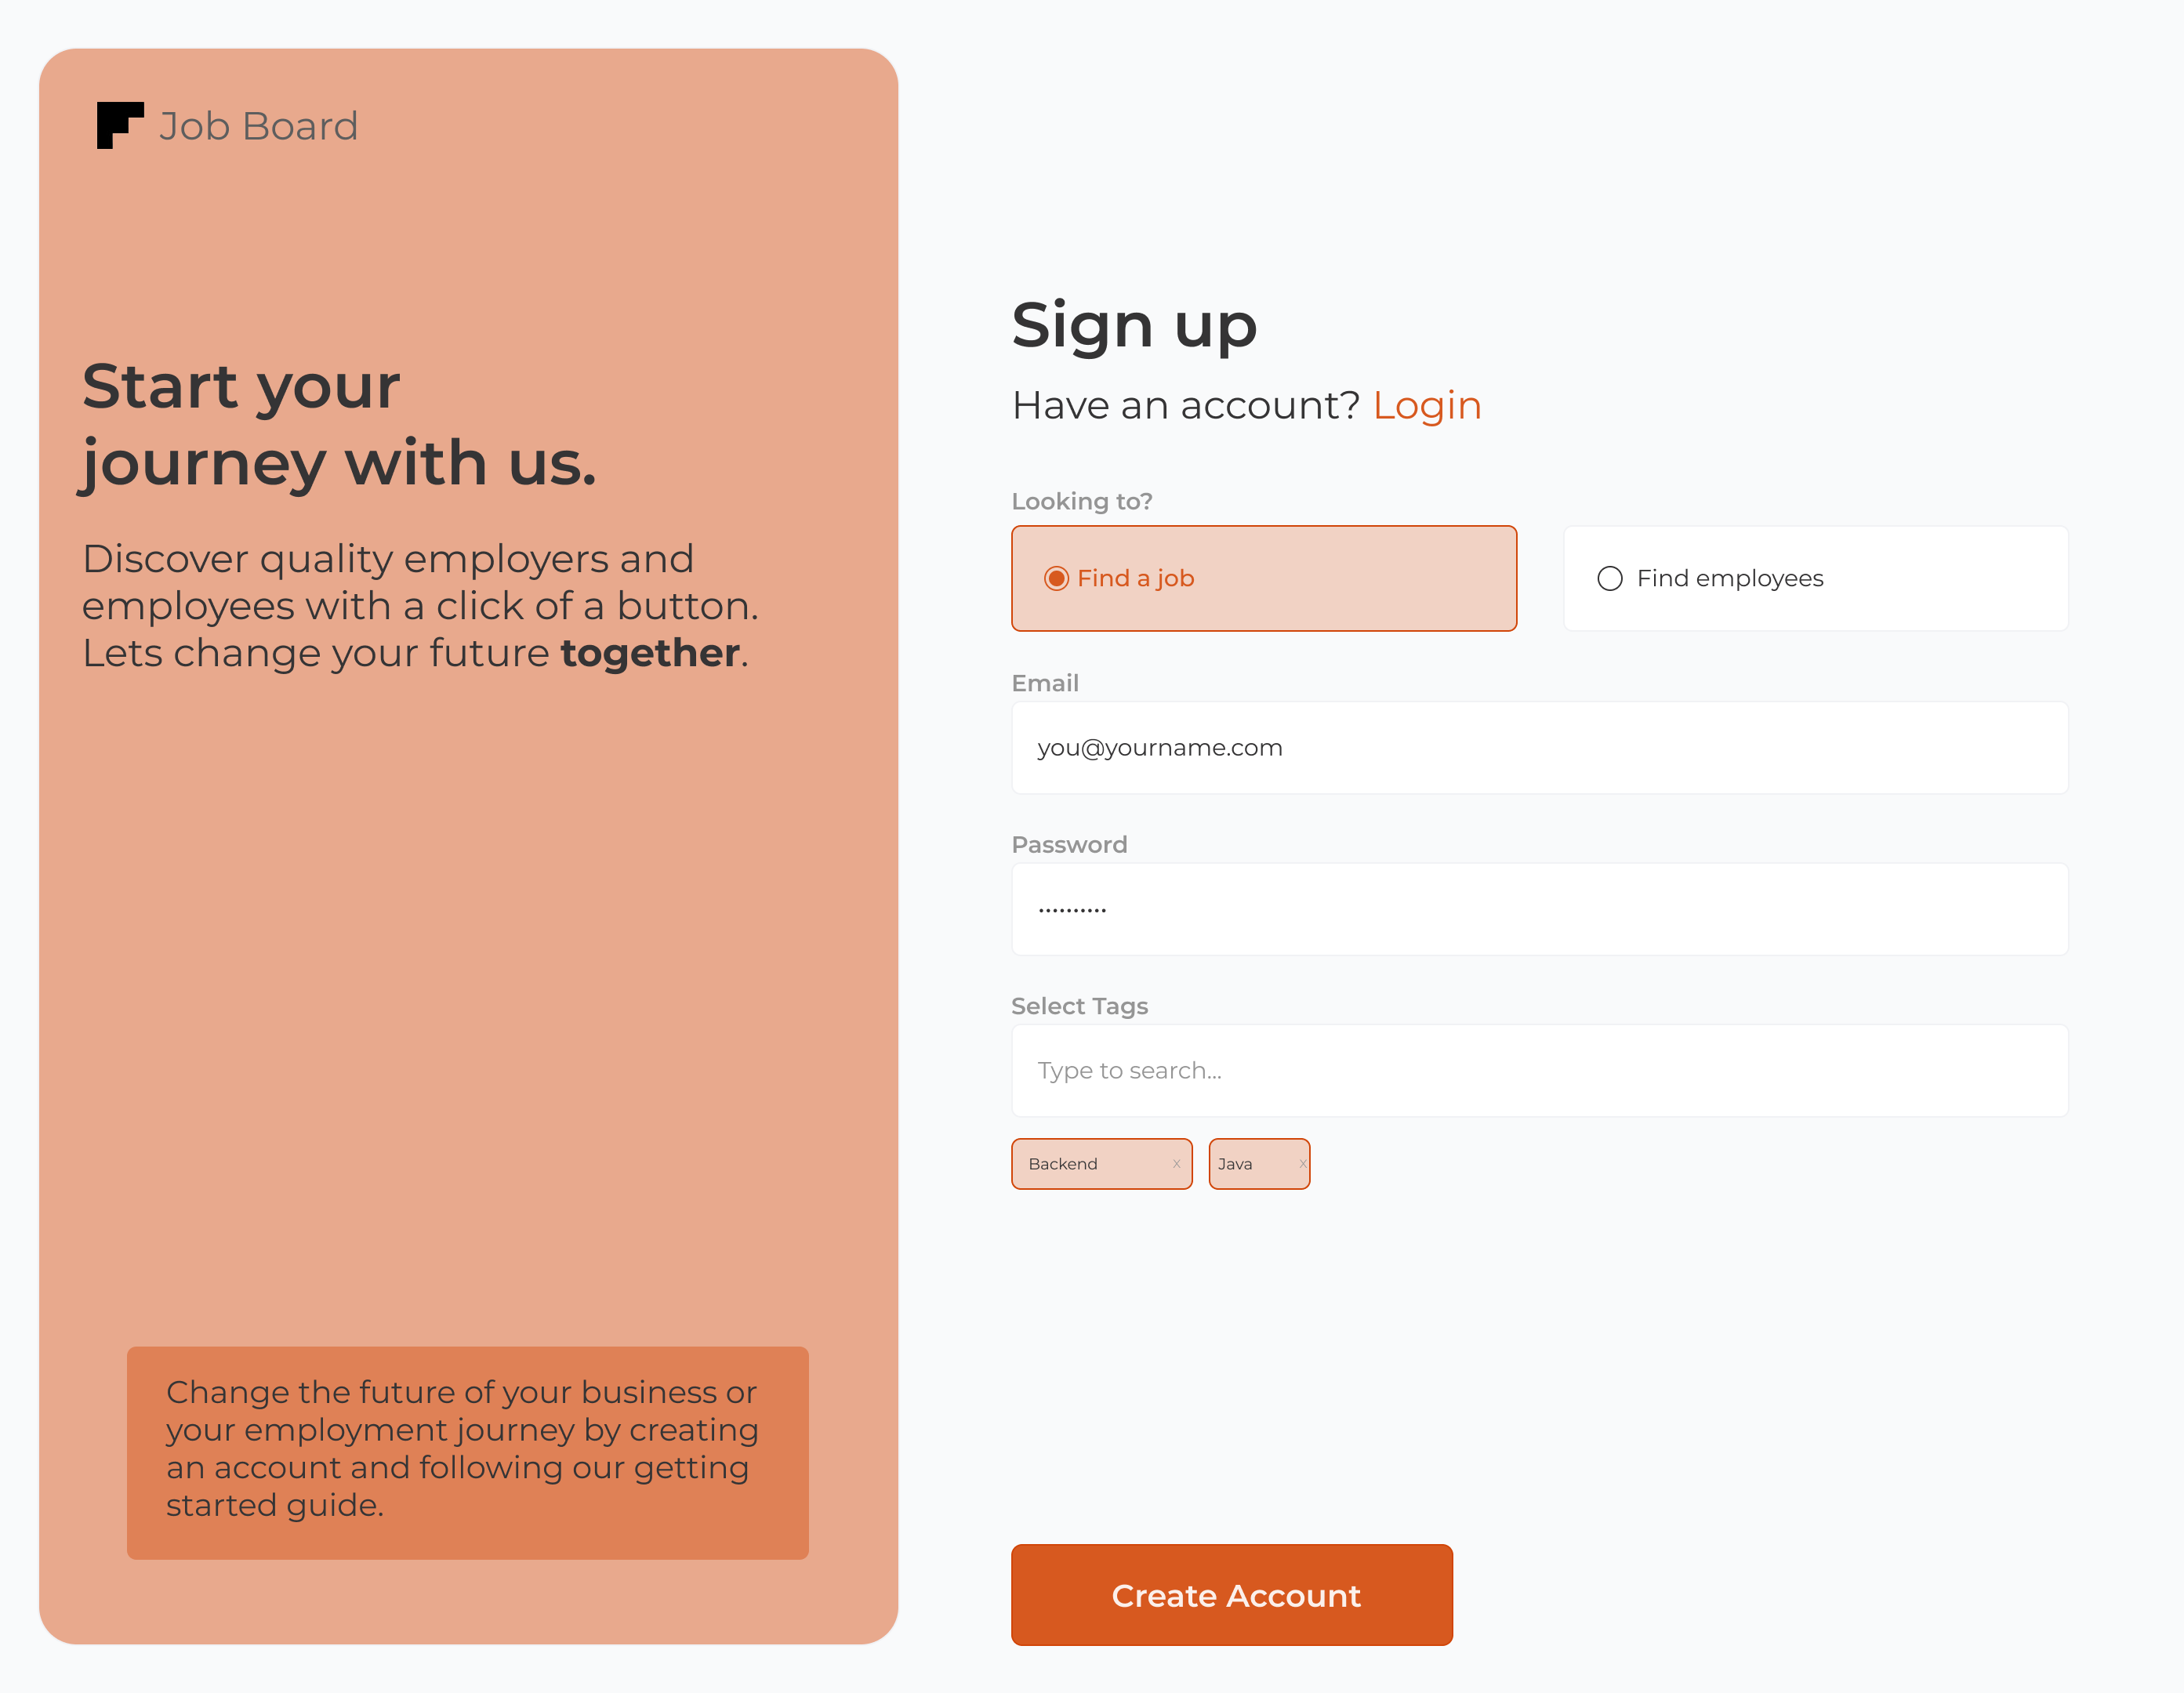 Job Board
Start your
journey with us.
Discover quality employers and
employees with a click of a button.
Lets change your future together.
Change the future of your business or
your employment journey by creating
an account and following our getting
started guide.
Sign up
Have an account? Login
Looking to?
Find a job
Find employees
Email
you@yourname.com
Password
••••••••••
Select Tags
Type to search...
Backend x
Java x
Create Account